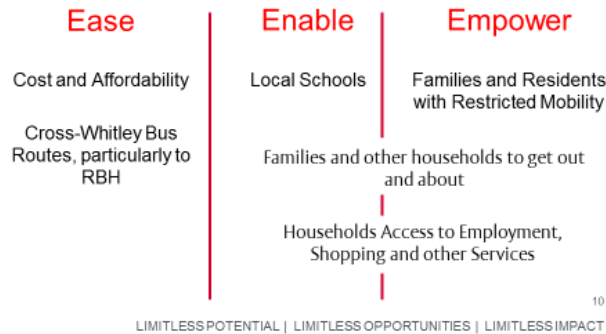 Ease
Enable
Empower
Cost and Affordability
Cross-Whitley Bus
Routes, particularly to
RBH
Local Schools
Families and Residents
with Restricted Mobility
Families and other households to get out
and about
Households Access to Employment,
Shopping and other Services
10
LIMITLESS POTENTIAL | LIMITLESS OPPORTUNITIES | LIMITLESS IMPACT